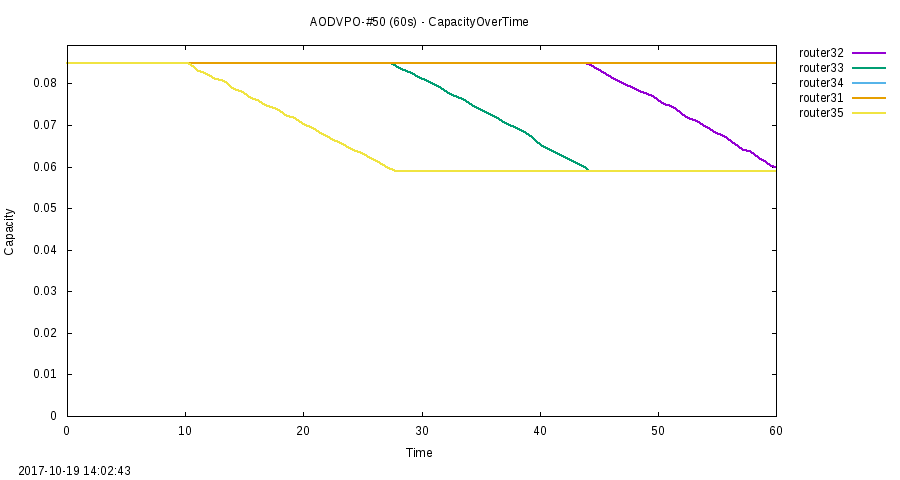 AODVPO-#50 (60s) - CapacityOverTime
router32
router33
router34
router31
router35
0.08
0.07
0.06
0.05
0.04
0.03
0.02
0.01
0
Capacity
0 10 20 30 40 50 60
Time
2017-10-19 14:02:43